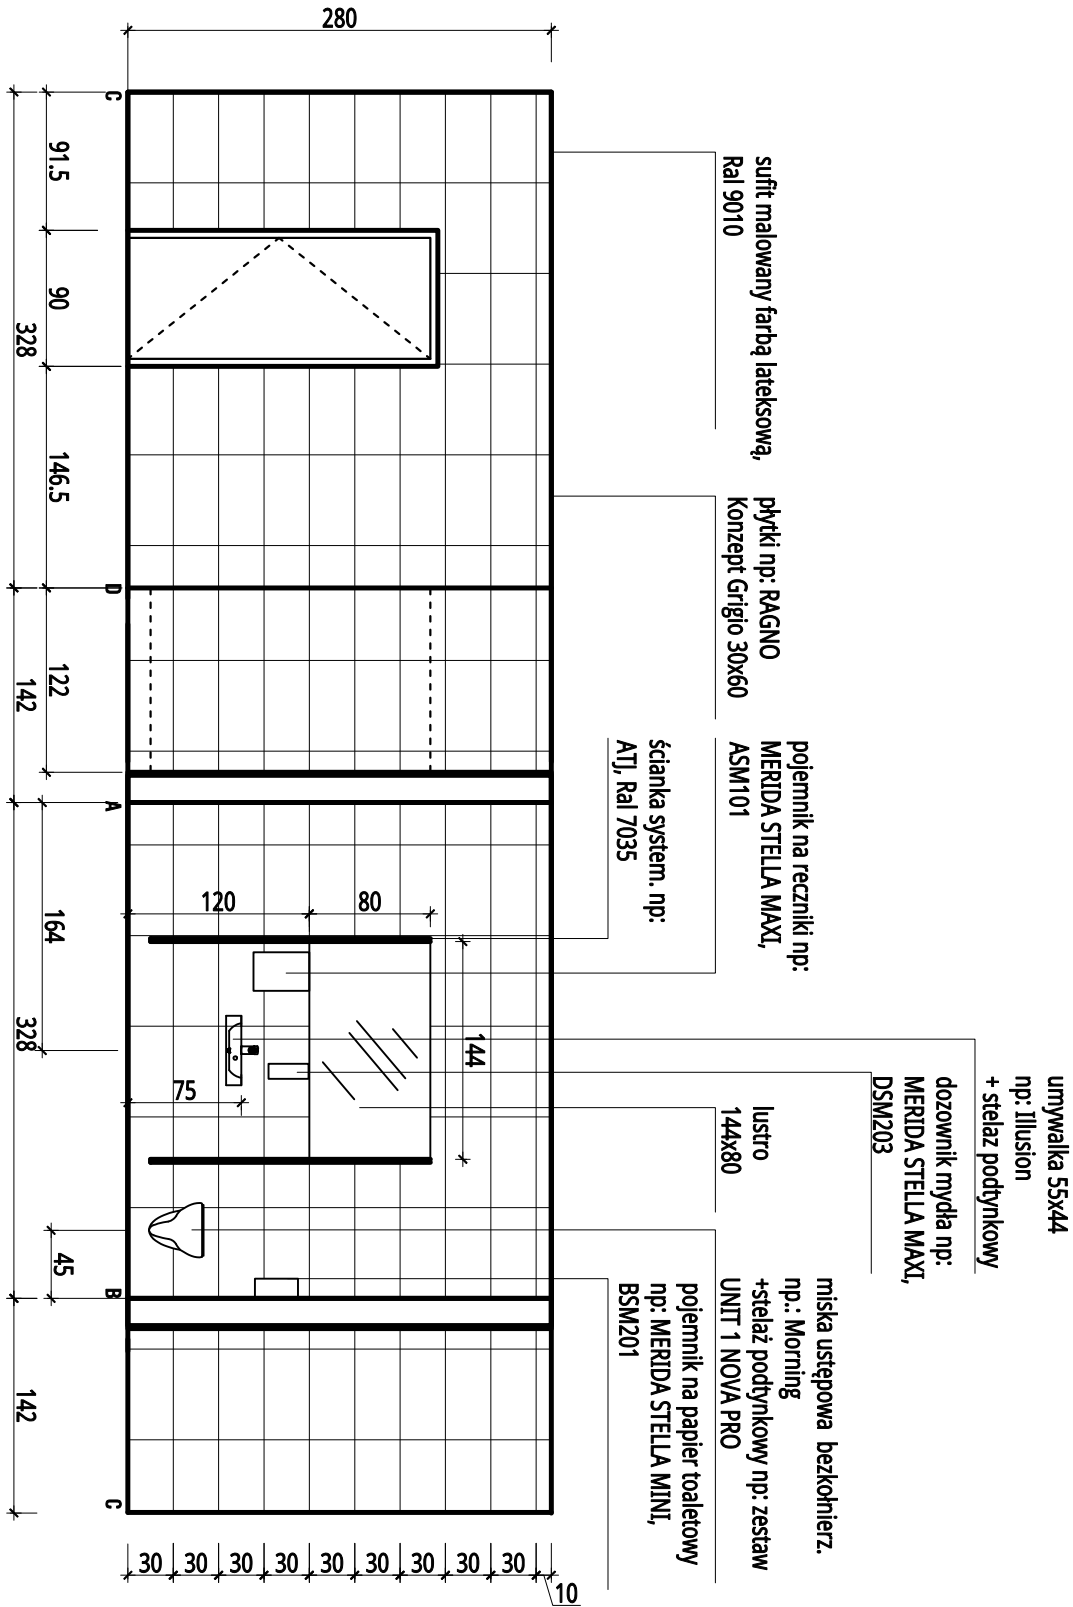 280
sufit malowany farbą lateksową,
Ral 9010
płytki np: RAGNO
Konzept Grigio 30x60
pojemnik na reczniki np:
MERIDA STELLA MAXI,
ASM101
ścianka system. np:
ATJ, Ral 7035
umywalka 55x44
np: Illusion
+ stelaz podtynkowy
dozownik mydła np:
MERIDA STELLA MAXI,
DSM203
lustro
144x80
miska ustępowa bezkołnierz.
np.: Morning
+stelaż podtynkowy np: zestaw
UNIT 1 NOVA PRO
pojemnik na papier toaletowy
np: MERIDA STELLA MINI,
BSM201
120
80
144
75
10
30
30
30
30
30
30
30
30
30
C
D
A
B
C
91.5
90
146.5
122
164
45
328
142
328
142